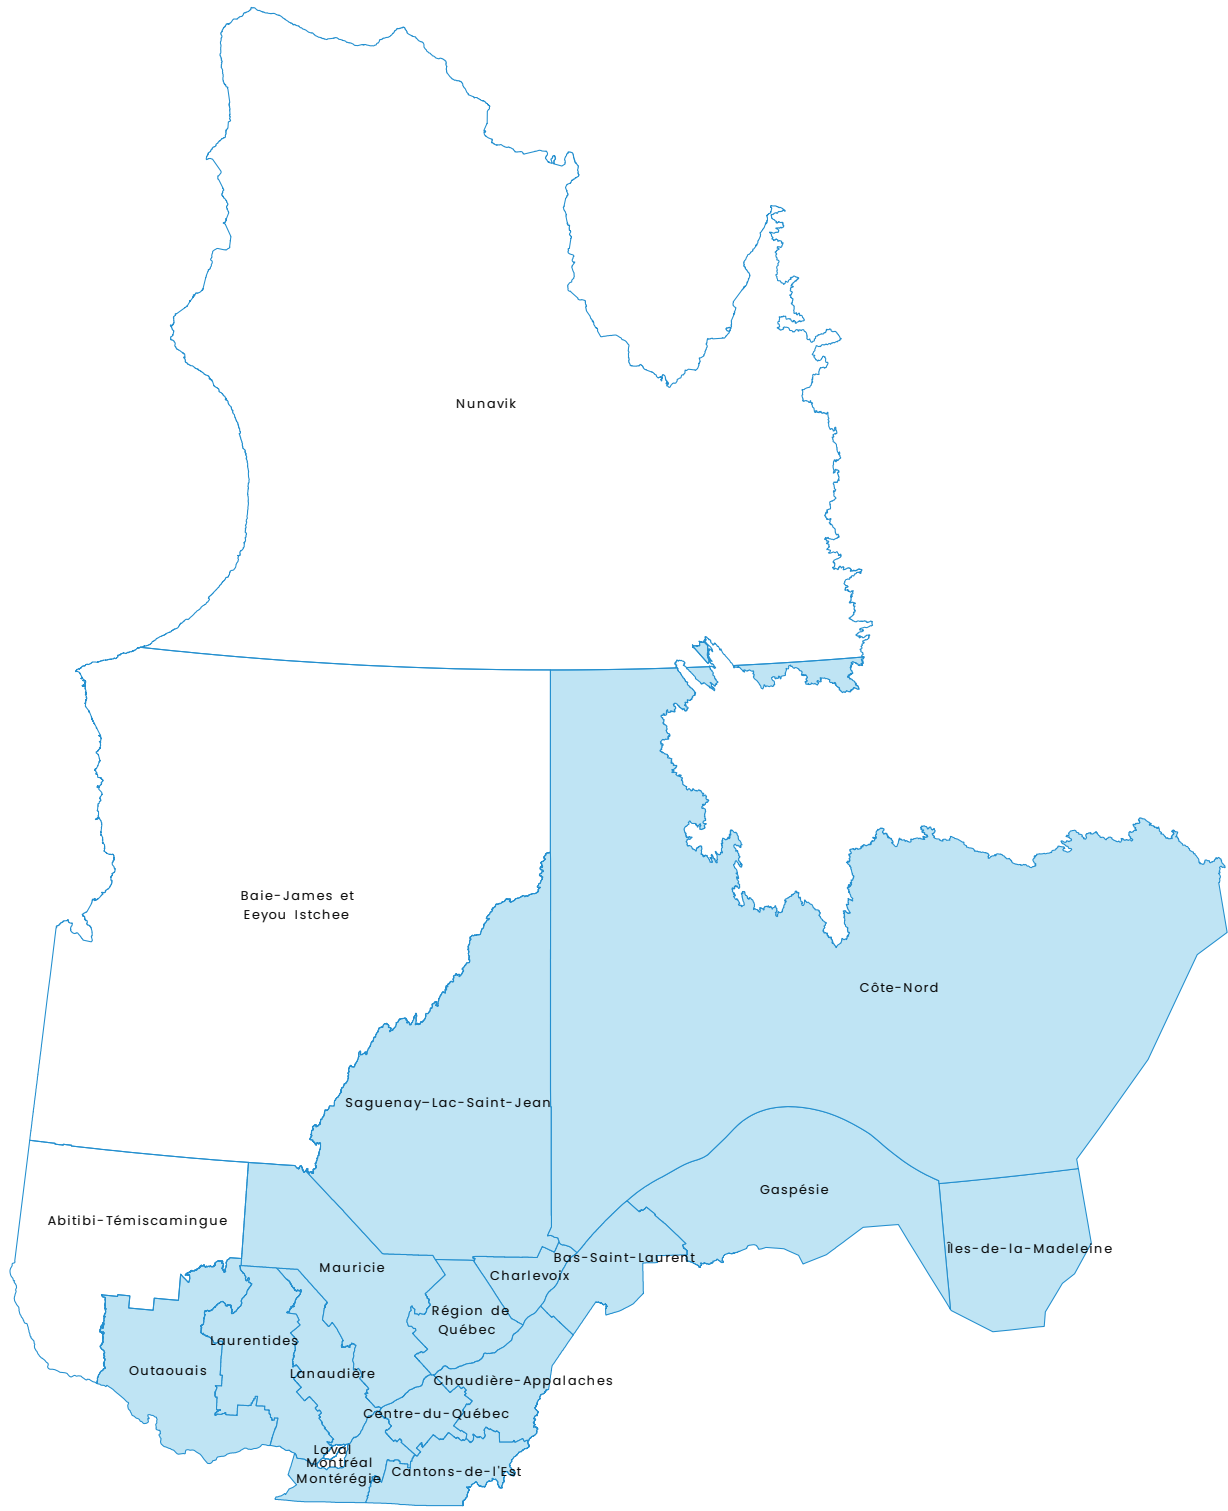 Nunavik
Baie-James et
Eeyou Istchee
Côte-Nord
Saguenay–Lac-Saint-Jean
Gaspésie
Abitibi-Témiscamingue
Îles-de-la-Madeleine
Bas-Saint-Laurent
Mauricie
Charlevoix
Région de
Québec
Laurentides
Outaouais
Lanaudière
Chaudière-Appalaches
Centre-du-Québec
Laval
Montréal
Cantons-de-l'Est
Montérégie